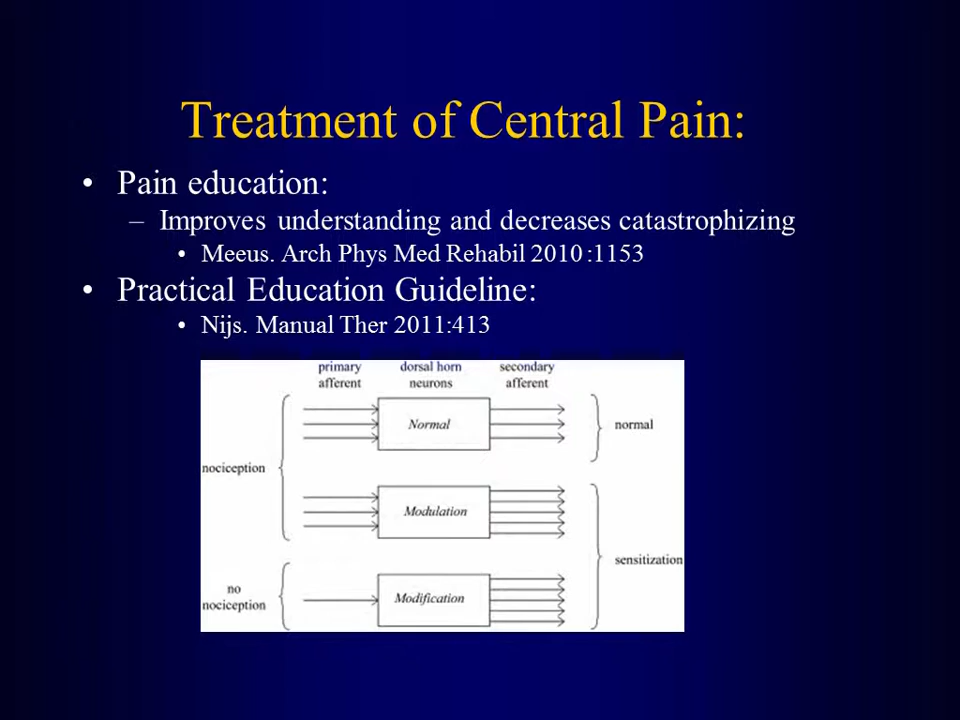 Treatment of Central Pain:
• Pain education:
– Improves understanding and decreases catastrophizing
• Meeus. Arch Phys Med Rehabil 2010 :1153
• Practical Education Guideline:
• Nijs. Manual Ther 2011:413
primary dorsal horn secondary
afferent neurons afferent
Normal normal
nociception
Modulation
sensitization
no
nociception
Modification